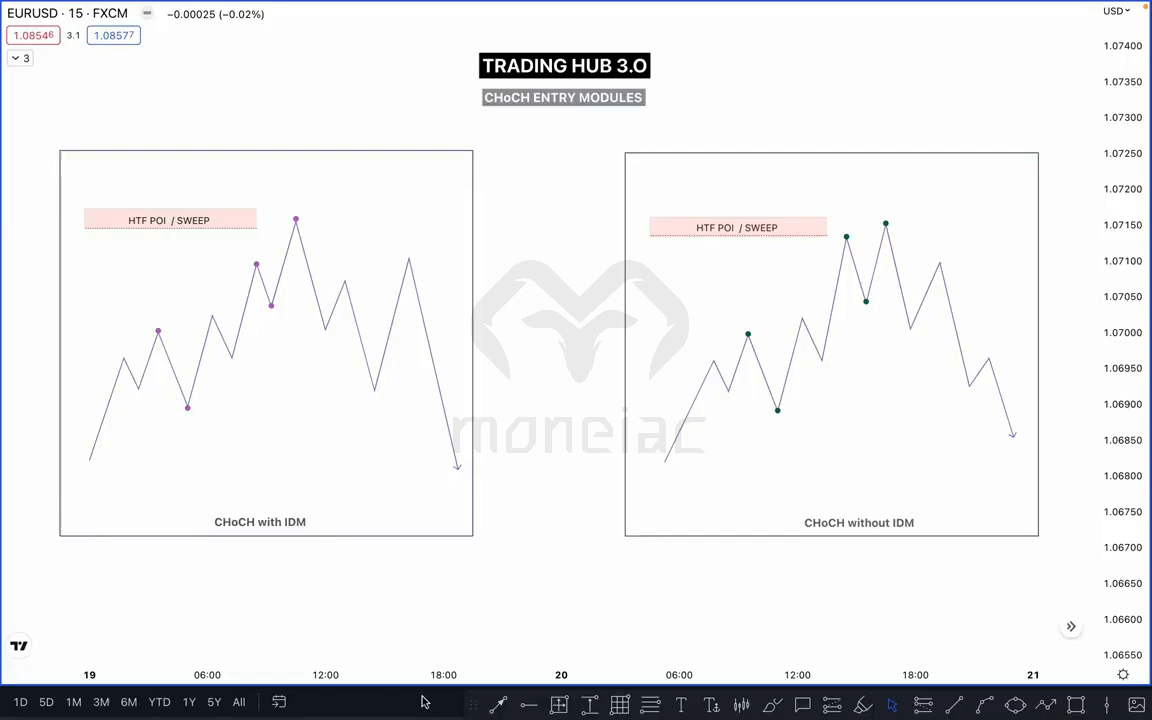 EURUSD · 15 · FXCM
−0.00025 (−0.02%)
1.08546 3.1 1.08577
3
USD
TRADING HUB 3.O
CHoCH ENTRY MODULES
HTF POI / SWEEP
HTF POI / SWEEP
moneiac
CHoCH with IDM
CHoCH without IDM
1.07400
1.07350
1.07300
1.07250
1.07200
1.07150
1.07100
1.07050
1.07000
1.06950
1.06900
1.06850
1.06800
1.06750
1.06700
1.06650
1.06600
1.06550
19 06:00 12:00 18:00 20 06:00 12:00 18:00 21
1D 5D 1M 3M 6M YTD 1Y 5Y All